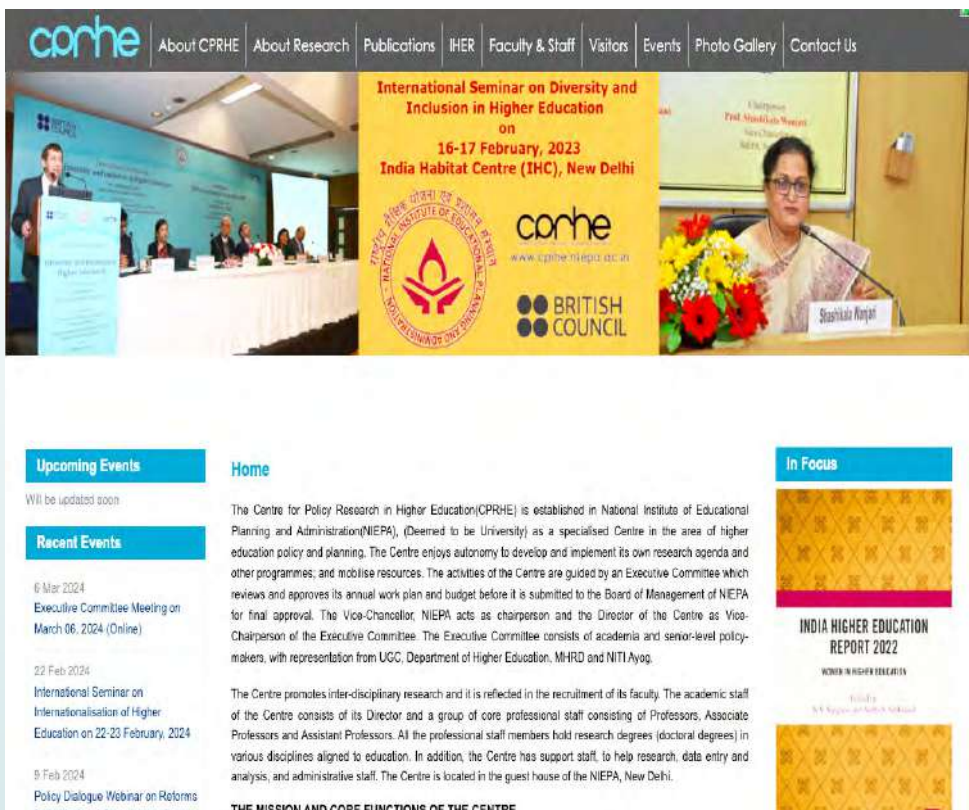 cprhe
About CPRHE
About Research
Publications
IHER
Faculty & Staff
Visitors
Events
Photo Gallery
Contact Us
BRITISH
COUNCIL
International Seminar on Diversity and
Inclusion in Higher Education
on
16-17 February, 2023
India Habitat Centre (IHC), New Delhi
NATIONAL INSTITUTE OF EDUCATIONAL PLANNING AND ADMINISTRATION
cprhe
www.cprhe.niepa.ac.in
BRITISH
COUNCIL
Chairperson
Prof. Shashikala Wanjari
Shashikala Wanjari
Upcoming Events
Will be updated soon
Recent Events
6 Mar 2024
Executive Committee Meeting on
March 06, 2024 (Online)
22 Feb 2024
International Seminar on
Internationalisation of Higher
Education on 22-23 February, 2024
9 Feb 2024
Policy Dialogue Webinar on Reforms
Home
The Centre for Policy Research in Higher Education(CPRHE) is established in National Institute of Educational
Planning and Administration(NIEPA), (Deemed to be University) as a specialised Centre in the area of higher
education policy and planning. The Centre enjoys autonomy to develop and implement its own research agenda and
other programmes; and mobilise resources. The activities of the Centre are guided by an Executive Committee which
reviews and approves its annual work plan and budget before it is submitted to the Board of Management of NIEPA
for final approval. The Vice-Chancellor, NIEPA acts as chairperson and the Director of the Centre as Vice-
Chairperson of the Executive Committee. The Executive Committee consists of academia and senior-level policy-
makers, with representation from UGC, Department of Higher Education, MHRD and NITI Ayog.
The Centre promotes inter-disciplinary research and it is reflected in the recruitment of its faculty. The academic staff
of the Centre consists of its Director and a group of core professional staff consisting of Professors, Associate
Professors and Assistant Professors. All the professional staff members hold research degrees (doctoral degrees) in
various disciplines aligned to education. In addition, the Centre has support staff, to help research, data entry and
analysis, and administrative staff. The Centre is located in the guest house of the NIEPA, New Delhi.
THE MISSION AND CORE FUNCTIONS OF THE CENTRE
In Focus
INDIA HIGHER EDUCATION
REPORT 2022
WOMEN IN HIGHER EDUCATION